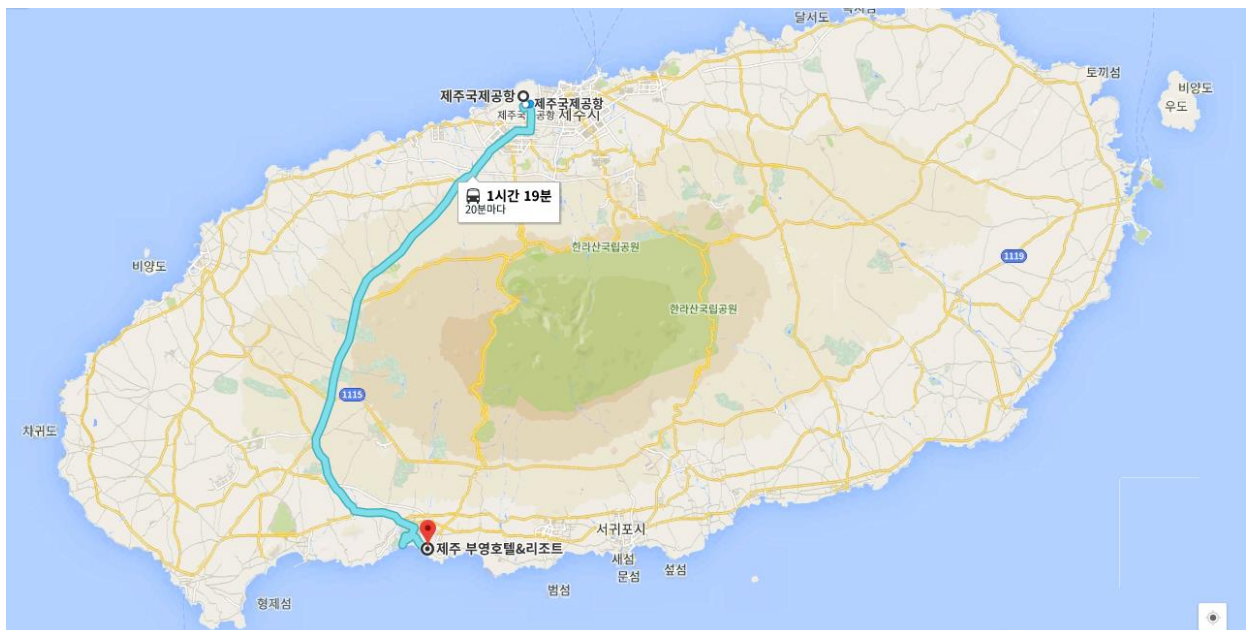 달서도
토끼섬
비양도
우도
제주국제공항
제주국제공항
제주시
1시간 19분
20분마다
한라산국립공원
비양도
1119
한라산국립공원
1115
차귀도
서귀포시
제주 부영호텔&리조트
새섬
문섬
섶섬
범섬
형제섬